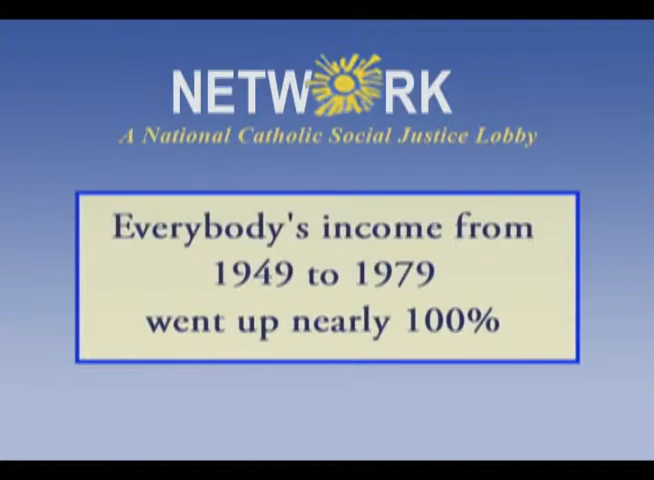 NETWORK
A National Catholic Social Justice Lobby
Everybody's income from
1949 to 1979
went up nearly 100%